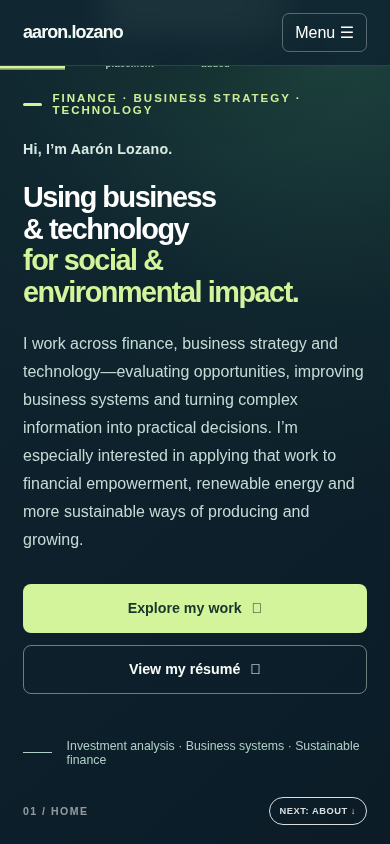 aaron.lozano
Menu ☰
FINANCE · BUSINESS STRATEGY ·
TECHNOLOGY
Hi, I’m Aarón Lozano.
Using business
& technology
for social &
environmental impact.
I work across finance, business strategy and
technology—evaluating opportunities, improving
business systems and turning complex
information into practical decisions. I’m
especially interested in applying that work to
financial empowerment, renewable energy and
more sustainable ways of producing and
growing.
Explore my work
View my résumé
Investment analysis · Business systems · Sustainable
finance
01 / HOME
NEXT: ABOUT ↓